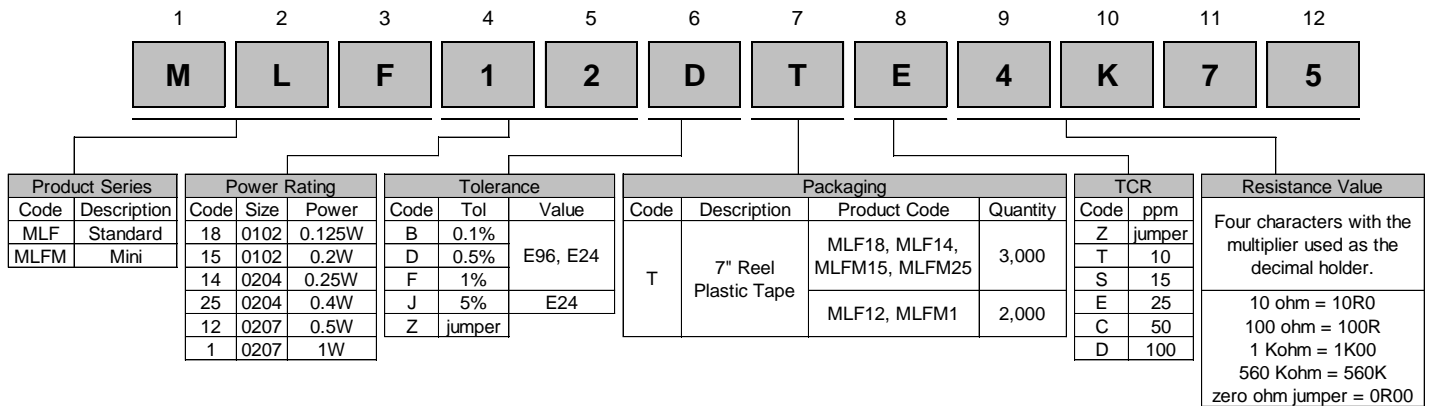 1 2 3 4 5 6 7 8 9 10 11 12
M L F 1 2 D T E 4 K 7 5
Product Series
Code Description
MLF Standard
MLFM Mini
Power Rating
Code Size Power
18 0102 0.125W
15 0102 0.2W
14 0204 0.25W
25 0204 0.4W
12 0207 0.5W
1 0207 1W
Tolerance
Code Tol Value
B 0.1%
D 0.5% E96, E24
F 1%
J 5% E24
Z jumper
Packaging
Code Description Product Code Quantity
T
7" Reel
Plastic Tape
MLF18, MLF14,
MLFM15, MLFM25
3,000
MLF12, MLFM1 2,000
TCR
Code ppm
Z jumper
T 10
S 15
E 25
C 50
D 100
Resistance Value
Four characters with the
multiplier used as the
decimal holder.
10 ohm = 10R0
100 ohm = 100R
1 Kohm = 1K00
560 Kohm = 560K
zero ohm jumper = 0R00